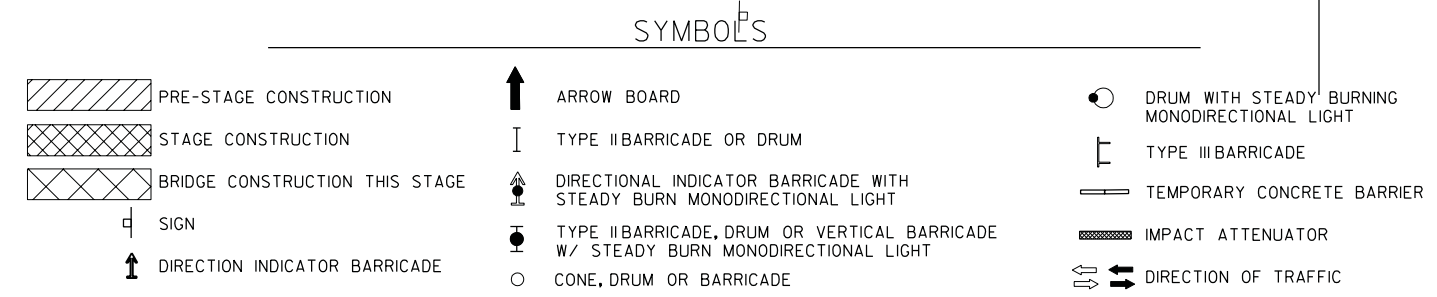 SYMBOLS
PRE-STAGE CONSTRUCTION
STAGE CONSTRUCTION
BRIDGE CONSTRUCTION THIS STAGE
SIGN
DIRECTION INDICATOR BARRICADE
ARROW BOARD
TYPE II BARRICADE OR DRUM
DIRECTIONAL INDICATOR BARRICADE WITH
STEADY BURN MONODIRECTIONAL LIGHT
TYPE II BARRICADE, DRUM OR VERTICAL BARRICADE
W/ STEADY BURN MONODIRECTIONAL LIGHT
CONE, DRUM OR BARRICADE
DRUM WITH STEADY BURNING
MONODIRECTIONAL LIGHT
TYPE III BARRICADE
TEMPORARY CONCRETE BARRIER
IMPACT ATTENUATOR
DIRECTION OF TRAFFIC